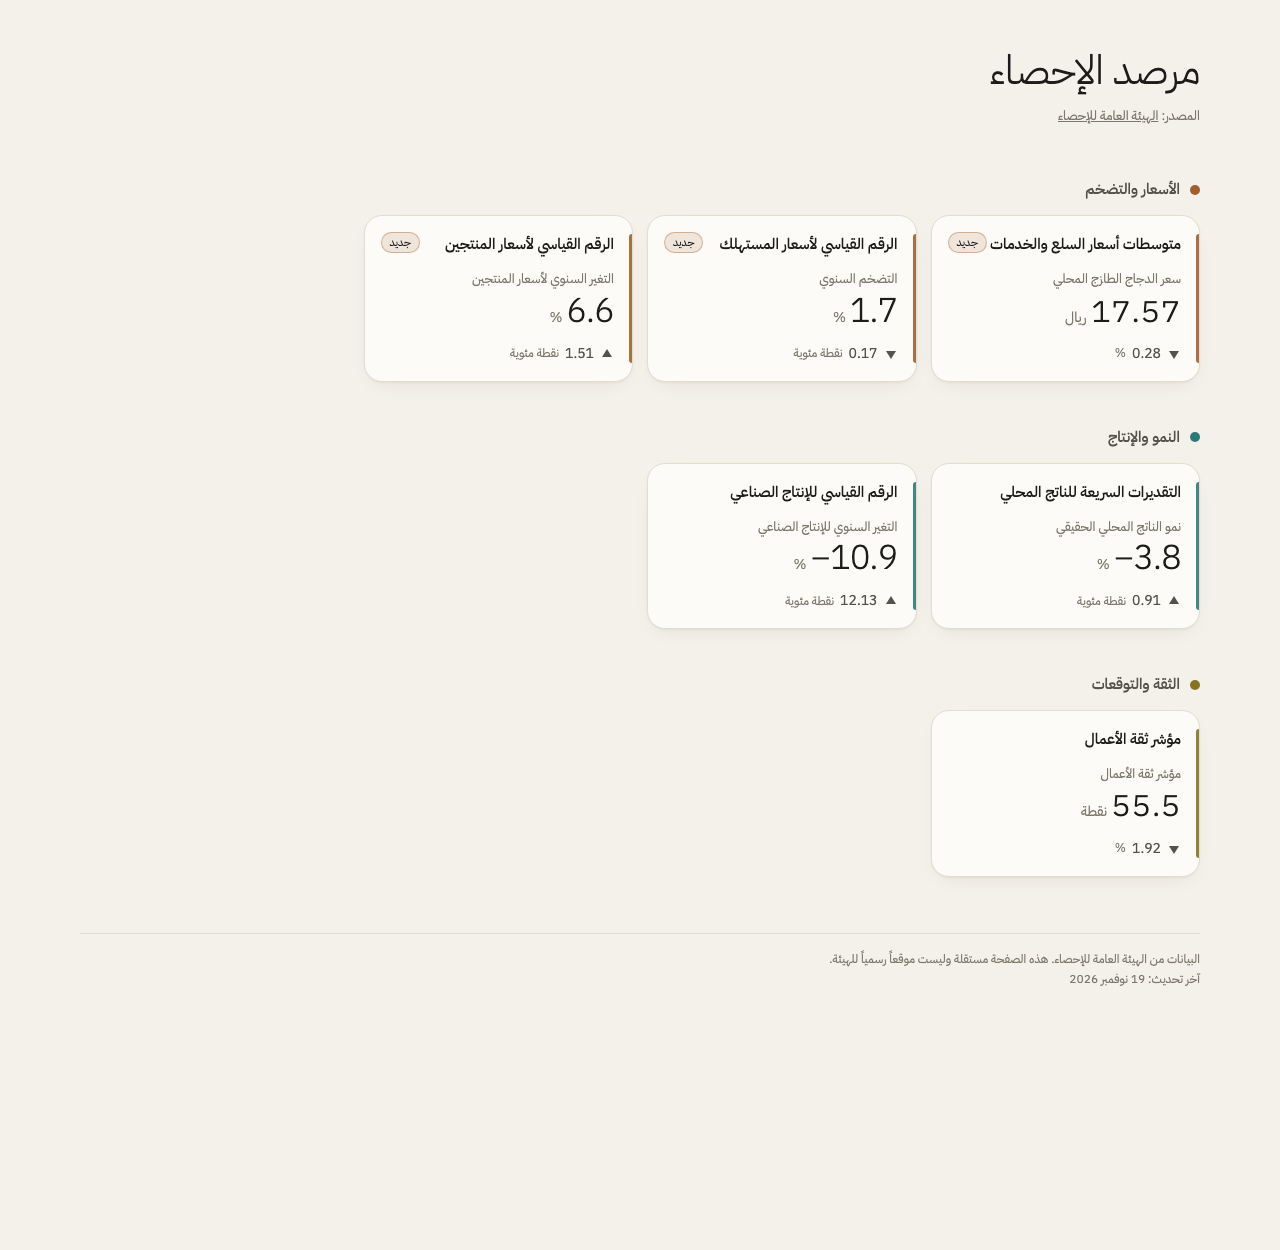 مرصد الإحصاء
المصدر: الهيئة العامة للإحصاء
الأسعار والتضخم
متوسطات أسعار السلع والخدمات جديد
سعر الدجاج الطازج المحلي
17.57 ريال
▼ 0.28 %
الرقم القياسي لأسعار المستهلك جديد
التضخم السنوي
1.7 %
▼ 0.17 نقطة مئوية
الرقم القياسي لأسعار المنتجين جديد
التغير السنوي لأسعار المنتجين
6.6 %
▲ 1.51 نقطة مئوية
النمو والإنتاج
التقديرات السريعة للناتج المحلي
نمو الناتج المحلي الحقيقي
−3.8 %
▲ 0.91 نقطة مئوية
الرقم القياسي للإنتاج الصناعي
التغير السنوي للإنتاج الصناعي
−10.9 %
▲ 12.13 نقطة مئوية
الثقة والتوقعات
مؤشر ثقة الأعمال
مؤشر ثقة الأعمال
55.5 نقطة
▼ 1.92 %
البيانات من الهيئة العامة للإحصاء. هذه الصفحة مستقلة وليست موقعاً رسمياً للهيئة.
آخر تحديث: 19 نوفمبر 2026